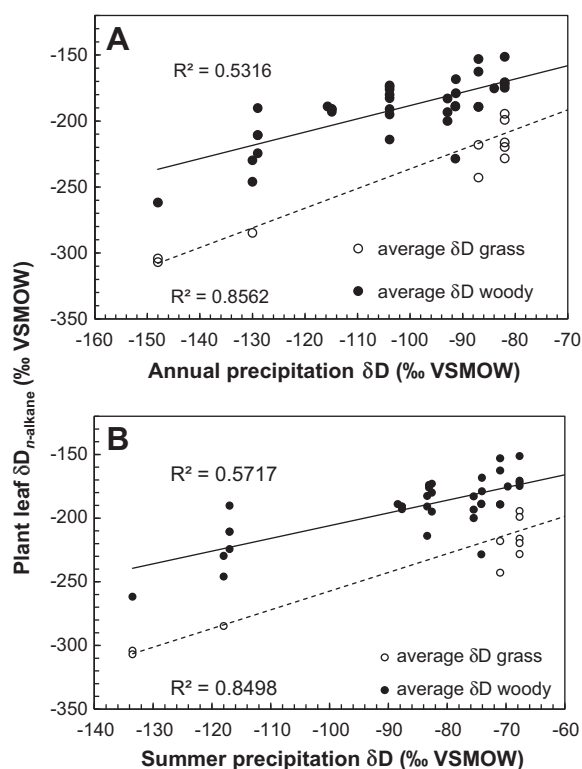 A
-150
-200
-250
-300
-350
R² = 0.5316
R² = 0.8562
average δD grass
average δD woody
-160 -150 -140 -130 -120 -110 -100 -90 -80 -70
Annual precipitation δD (‰ VSMOW)
Plant leaf δDn-alkane (‰ VSMOW)
B
-150
-200
-250
-300
-350
R² = 0.5717
R² = 0.8498
average δD grass
average δD woody
-140 -130 -120 -110 -100 -90 -80 -70 -60
Summer precipitation δD (‰ VSMOW)